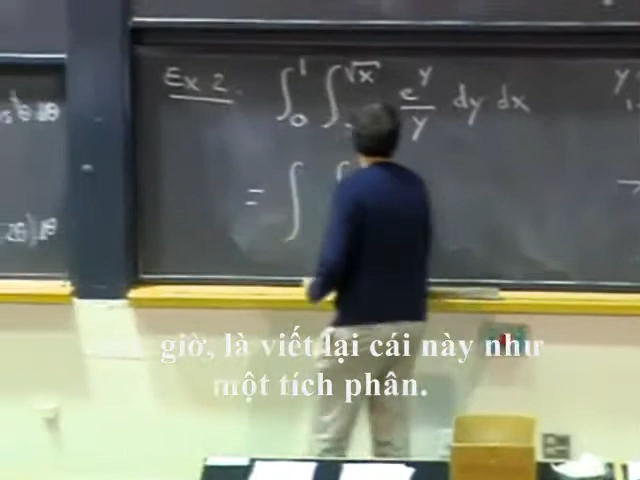 Ex 2.
∫₀¹ ∫ √x e^y / y dy dx
= ∫ ∫
giờ, là viết lại cái này như
một tích phân.